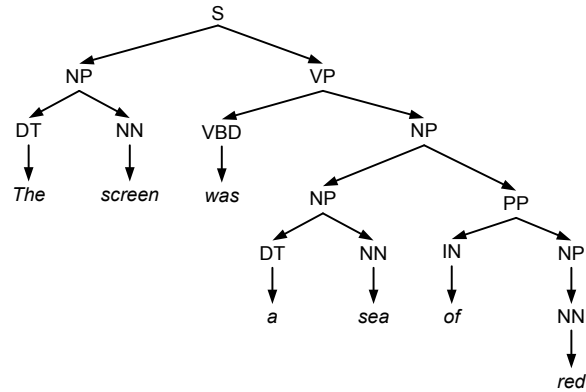 S
NP VP
DT NN VBD NP
The screen was
NP PP
DT NN IN NP
a sea of NN
red